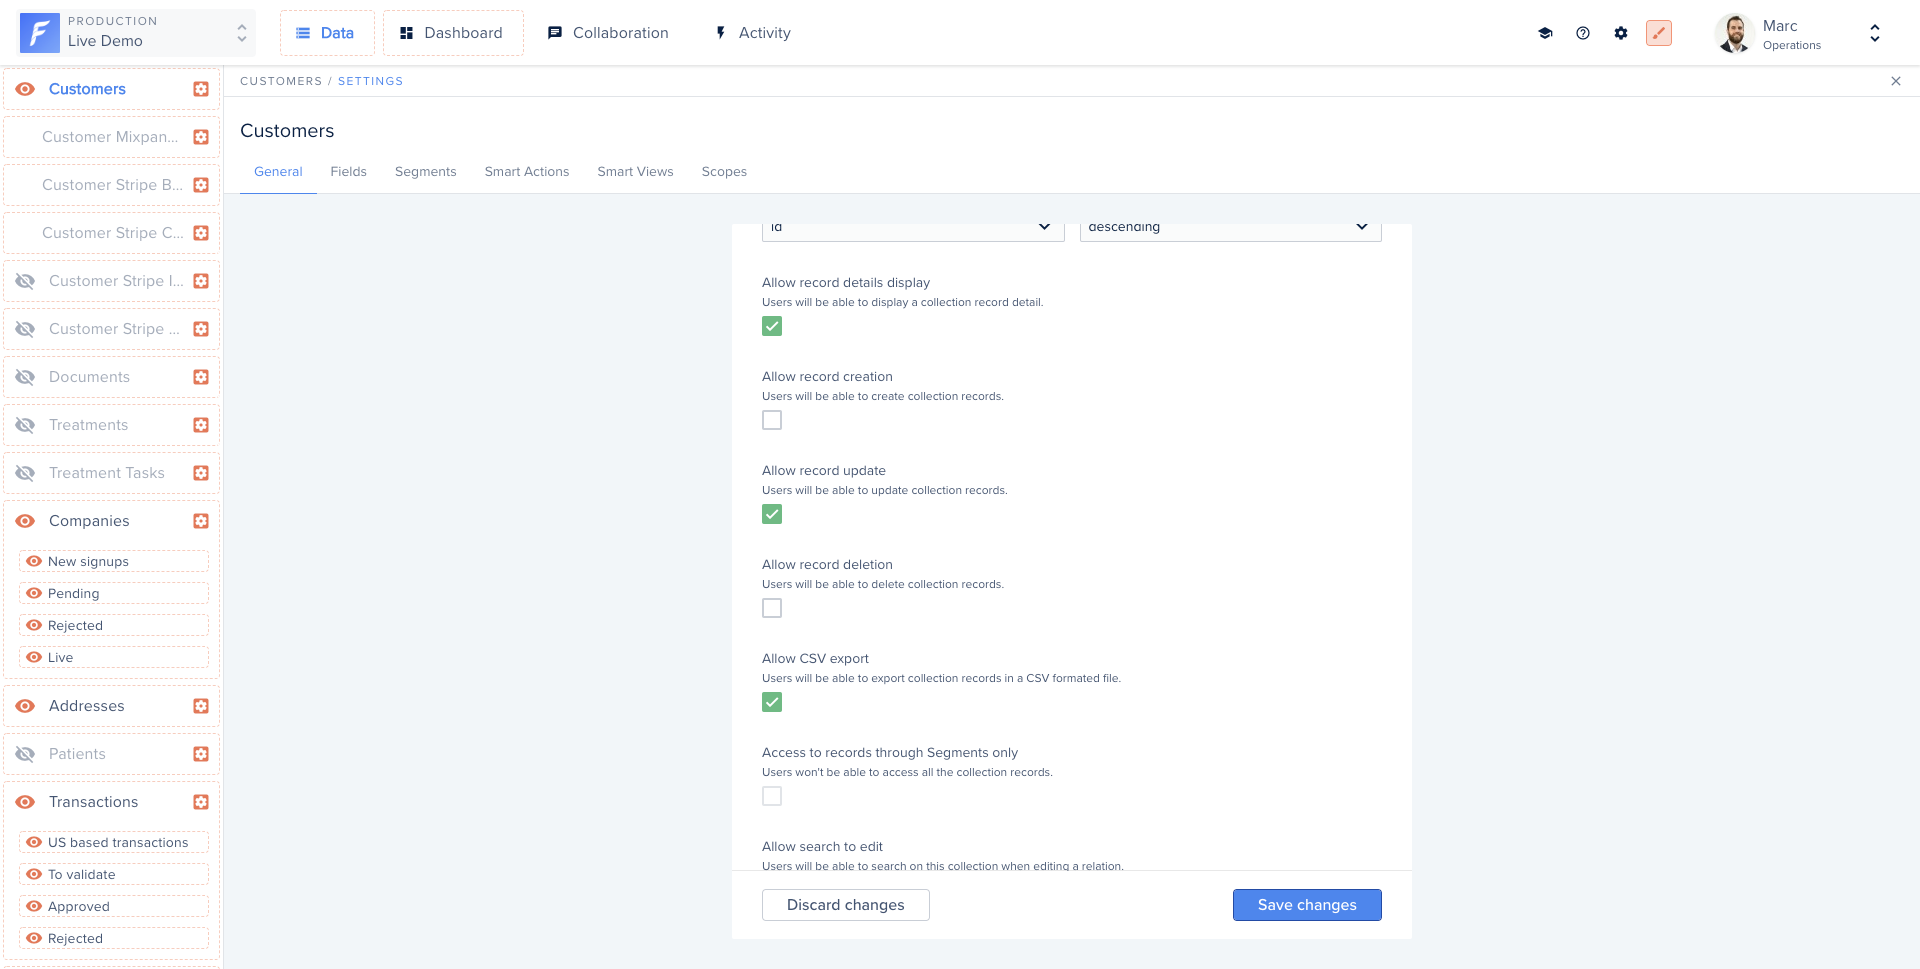 PRODUCTION
Live Demo
Data
Dashboard
Collaboration
Activity
Marc
Operations
CUSTOMERS / SETTINGS
Customers
Customer Mixpan...
Customer Stripe B...
Customer Stripe C...
Customer Stripe I...
Customer Stripe ...
Documents
Treatments
Treatment Tasks
Companies
New signups
Pending
Rejected
Live
Addresses
Patients
Transactions
US based transactions
To validate
Approved
Rejected
Customers
General
Fields
Segments
Smart Actions
Smart Views
Scopes
id
descending
Allow record details display
Users will be able to display a collection record detail.
Allow record creation
Users will be able to create collection records.
Allow record update
Users will be able to update collection records.
Allow record deletion
Users will be able to delete collection records.
Allow CSV export
Users will be able to export collection records in a CSV formated file.
Access to records through Segments only
Users won't be able to access all the collection records.
Allow search to edit
Users will be able to search on this collection when editing a relation.
Discard changes
Save changes